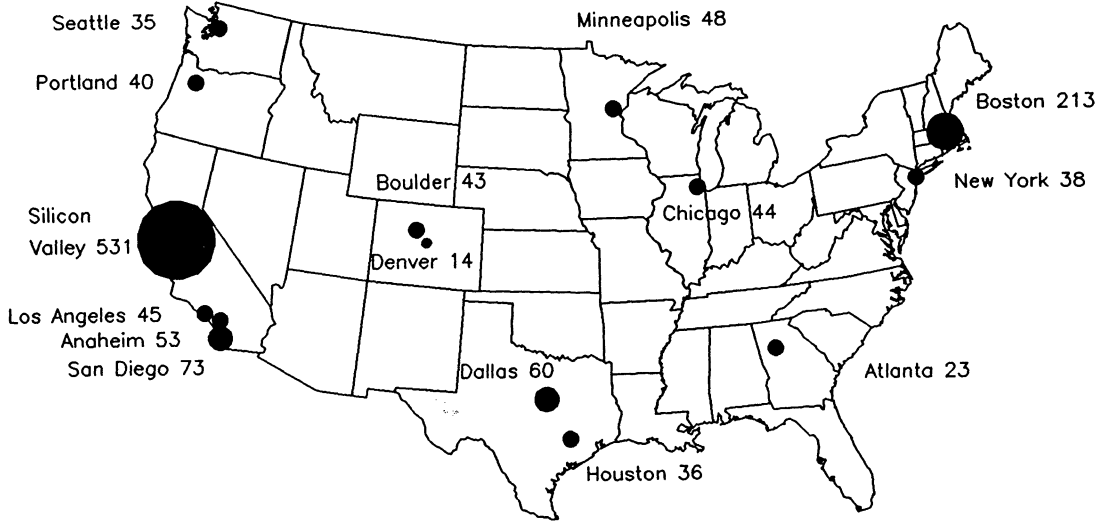 Minneapolis 48
Seattle 35
Portland 40
Boston 213
Boulder 43
New York 38
Silicon
Valley 531
Chicago 44
Denver 14
Los Angeles 45
Anaheim 53
San Diego 73
Dallas 60
Atlanta 23
Houston 36